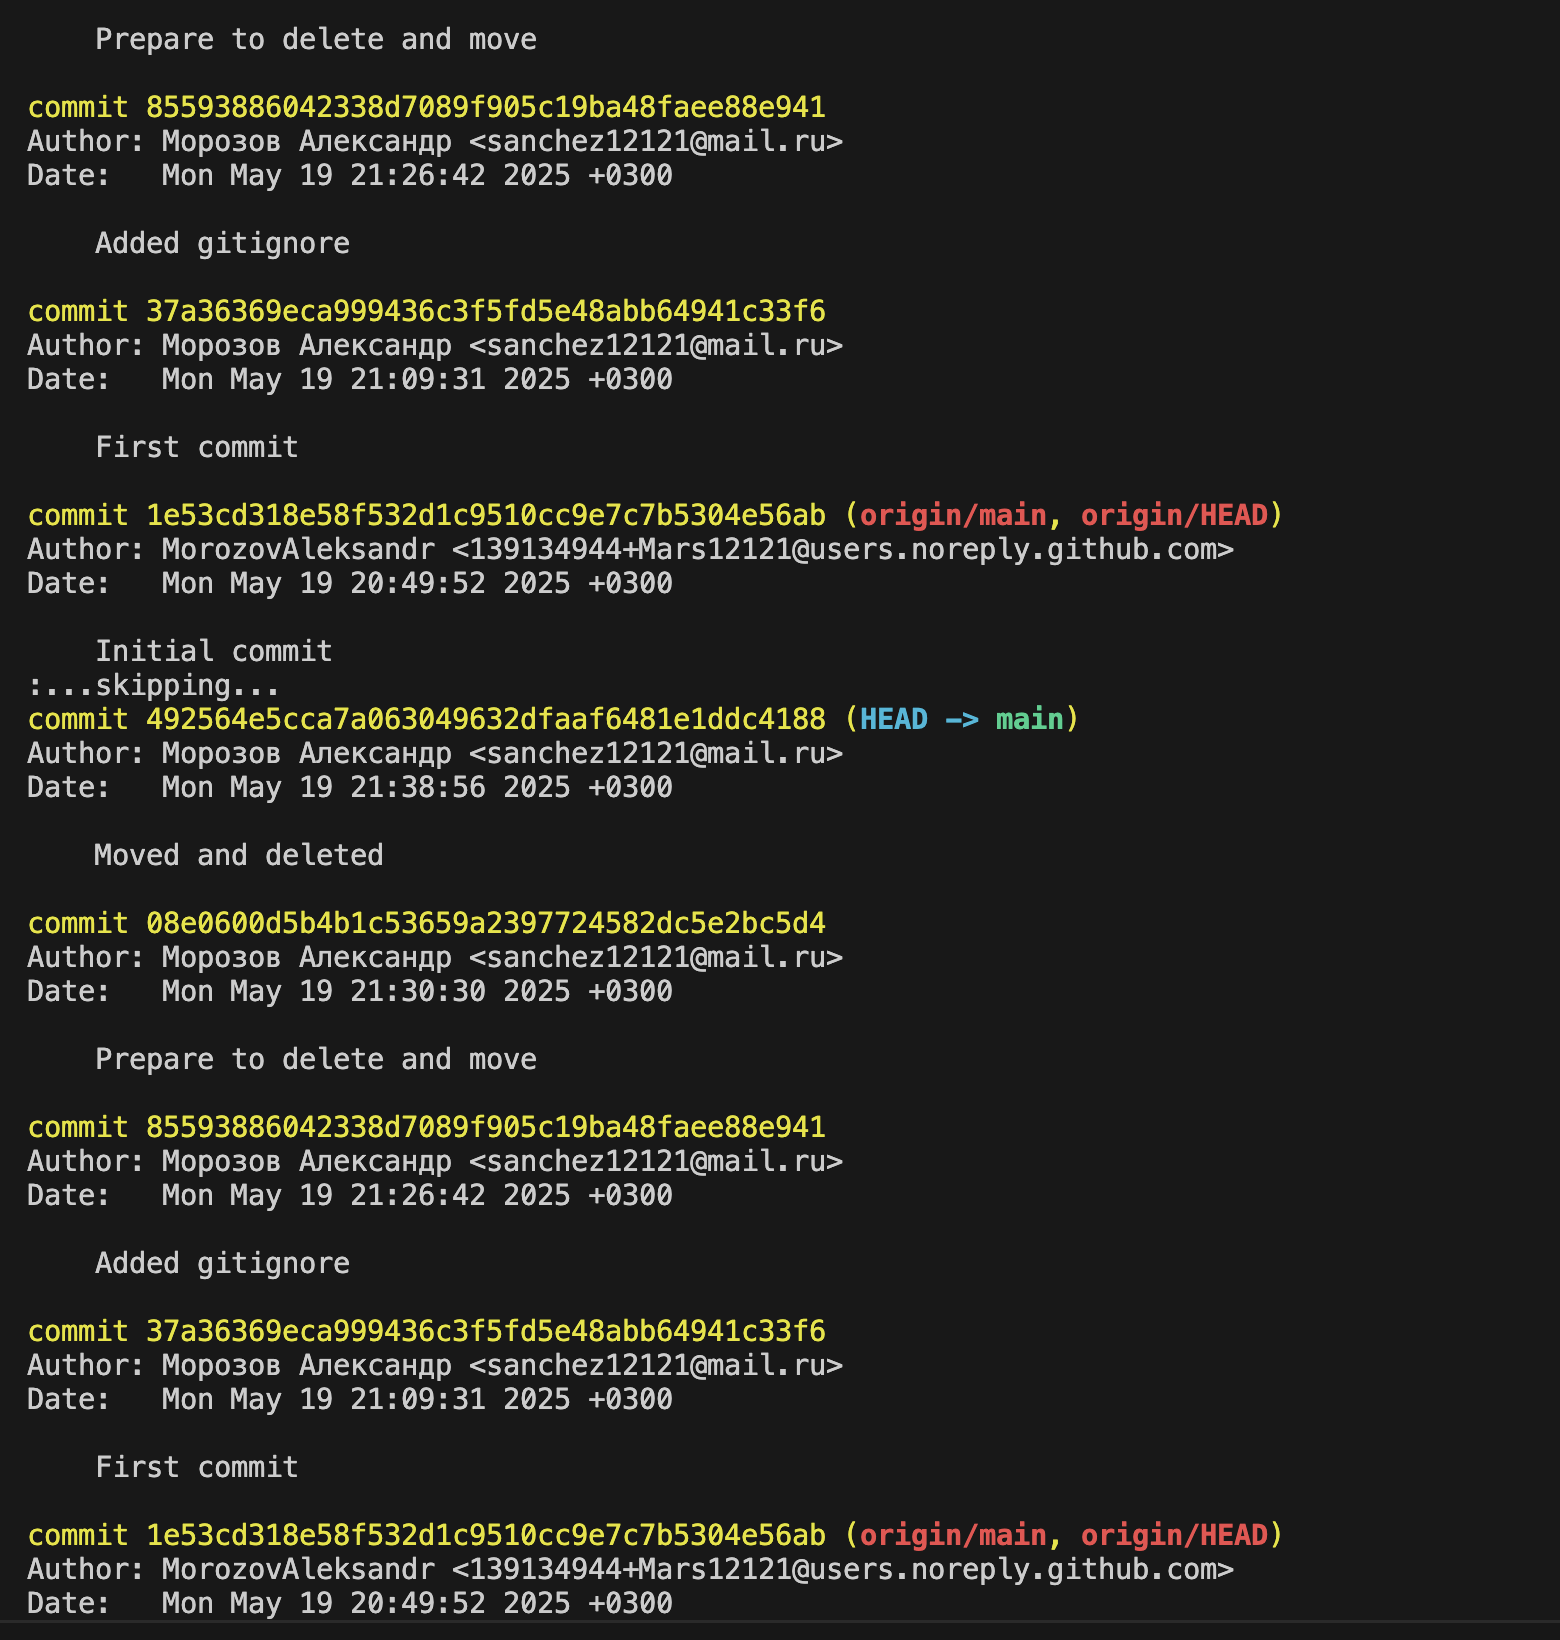 Prepare to delete and move
commit 85593886042338d7089f905c19ba48faee88e941
Author: Морозов Александр <sanchez12121@mail.ru>
Date:   Mon May 19 21:26:42 2025 +0300
Added gitignore
commit 37a36369eca999436c3f5fd5e48abb64941c33f6
Author: Морозов Александр <sanchez12121@mail.ru>
Date:   Mon May 19 21:09:31 2025 +0300
First commit
commit 1e53cd318e58f532d1c9510cc9e7c7b5304e56ab (origin/main, origin/HEAD)
Author: MorozovAleksandr <139134944+Mars12121@users.noreply.github.com>
Date:   Mon May 19 20:49:52 2025 +0300
Initial commit
:...skipping...
commit 492564e5cca7a063049632dfaaf6481e1ddc4188 (HEAD -> main)
Author: Морозов Александр <sanchez12121@mail.ru>
Date:   Mon May 19 21:38:56 2025 +0300
Moved and deleted
commit 08e0600d5b4b1c53659a2397724582dc5e2bc5d4
Author: Морозов Александр <sanchez12121@mail.ru>
Date:   Mon May 19 21:30:30 2025 +0300
Prepare to delete and move
commit 85593886042338d7089f905c19ba48faee88e941
Author: Морозов Александр <sanchez12121@mail.ru>
Date:   Mon May 19 21:26:42 2025 +0300
Added gitignore
commit 37a36369eca999436c3f5fd5e48abb64941c33f6
Author: Морозов Александр <sanchez12121@mail.ru>
Date:   Mon May 19 21:09:31 2025 +0300
First commit
commit 1e53cd318e58f532d1c9510cc9e7c7b5304e56ab (origin/main, origin/HEAD)
Author: MorozovAleksandr <139134944+Mars12121@users.noreply.github.com>
Date:   Mon May 19 20:49:52 2025 +0300